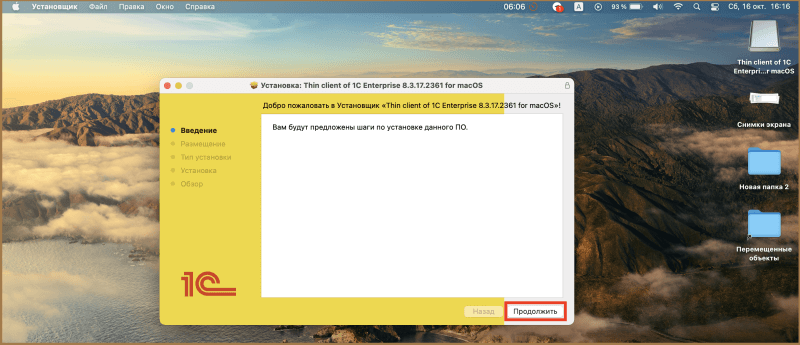 Установщик Файл Правка Окно Справка 06:06 A 93 % Сб, 16 окт. 16:16
Установка: Thin client of 1C Enterprise 8.3.17.2361 for macOS
Добро пожаловать в Установщик «Thin client of 1C Enterprise 8.3.17.2361 for macOS»!
Введение
Размещение
Тип установки
Установка
Обзор
Вам будут предложены шаги по установке данного ПО.
1C
Назад
Продолжить
Thin client of 1C
Enterpri...r macOS
Снимки экрана
Новая папка 2
Перемещенные
объекты